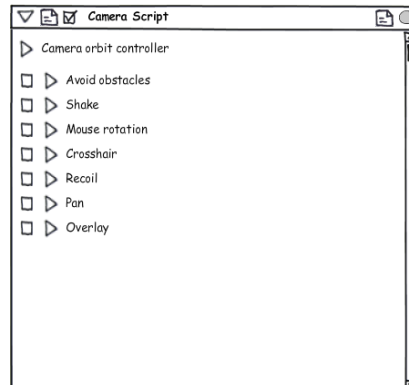 Camera Script
Camera orbit controller
Avoid obstacles
Shake
Mouse rotation
Crosshair
Recoil
Pan
Overlay